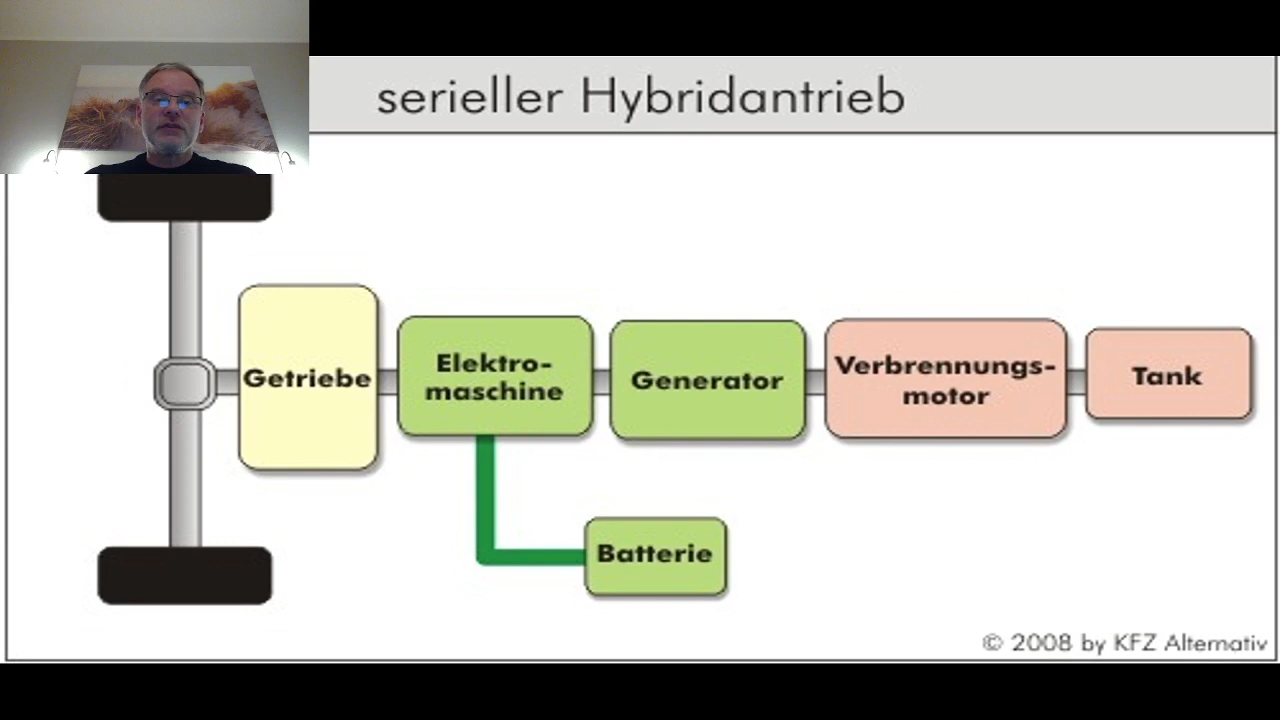 serieller Hybridantrieb
Getriebe
Elektro-
maschine
Generator
Verbrennungs-
motor
Tank
Batterie
© 2008 by KFZ Alternativ